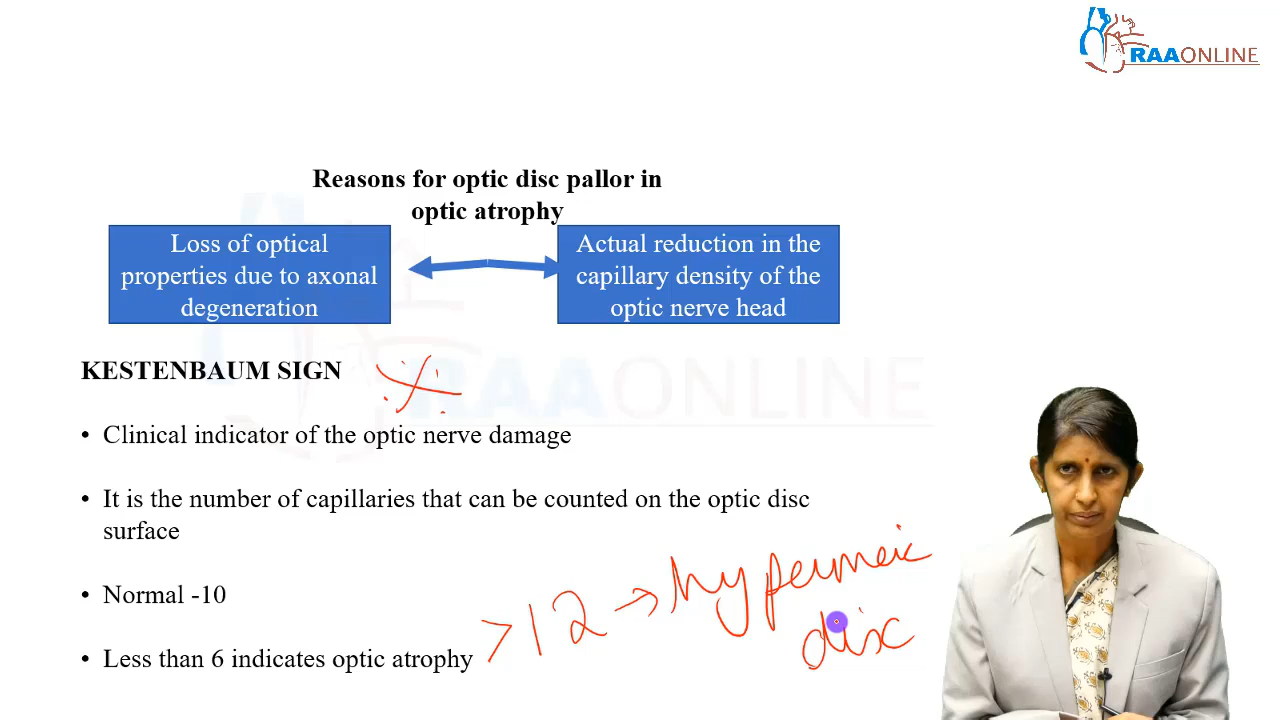 RAAONLINE
Reasons for optic disc pallor in
optic atrophy
Loss of optical
properties due to axonal
degeneration
Actual reduction in the
capillary density of the
optic nerve head
RAAONLINE
KESTENBAUM SIGN
• Clinical indicator of the optic nerve damage
• It is the number of capillaries that can be counted on the optic disc
surface
• Normal -10
• Less than 6 indicates optic atrophy
>12 → hypermeic
disc